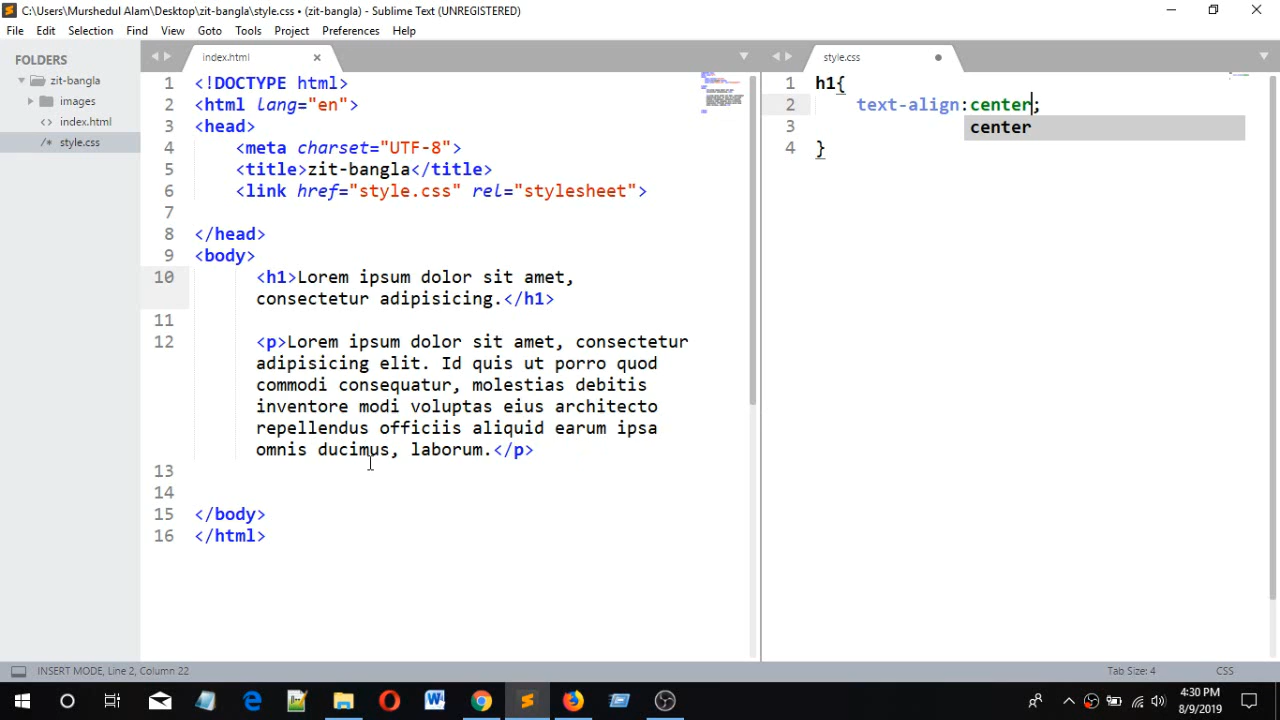 C:\Users\Murshedul Alam\Desktop\zit-bangla\style.css • (zit-bangla) - Sublime Text (UNREGISTERED)
File Edit Selection Find View Goto Tools Project Preferences Help
FOLDERS
zit-bangla
images
<> index.html
/* style.css
index.html
1 <!DOCTYPE html>
2 <html lang="en">
3 <head>
4 <meta charset="UTF-8">
5 <title>zit-bangla</title>
6 <link href="style.css" rel="stylesheet">
7
8 </head>
9 <body>
10 <h1>Lorem ipsum dolor sit amet,
consectetur adipisicing.</h1>
11
12 <p>Lorem ipsum dolor sit amet, consectetur
adipisicing elit. Id quis ut porro quod
commodi consequatur, molestias debitis
inventore modi voluptas eius architecto
repellendus officiis aliquid earum ipsa
omnis ducimus, laborum.</p>
13
14
15 </body>
16 </html>
style.css
1 h1{
2 text-align:center;
center
3
4 }
INSERT MODE, Line 2, Column 22
Tab Size: 4
CSS
4:30 PM
8/9/2019